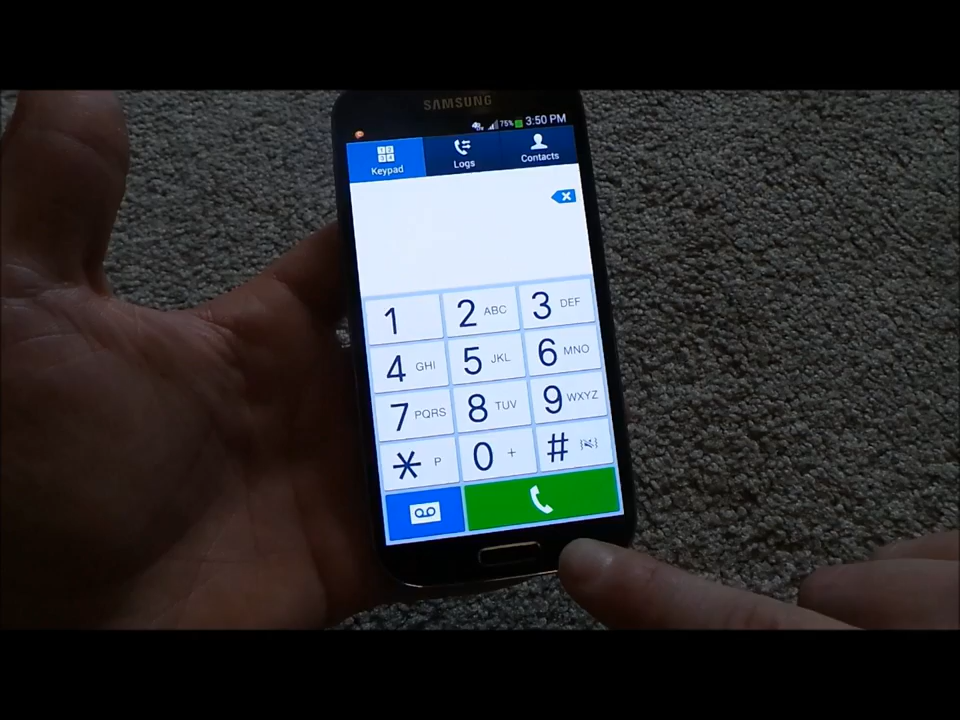 SAMSUNG
75% 3:50 PM
Keypad
Logs
Contacts
1
2 ABC
3 DEF
4 GHI
5 JKL
6 MNO
7 PQRS
8 TUV
9 WXYZ
* P
0 +
#